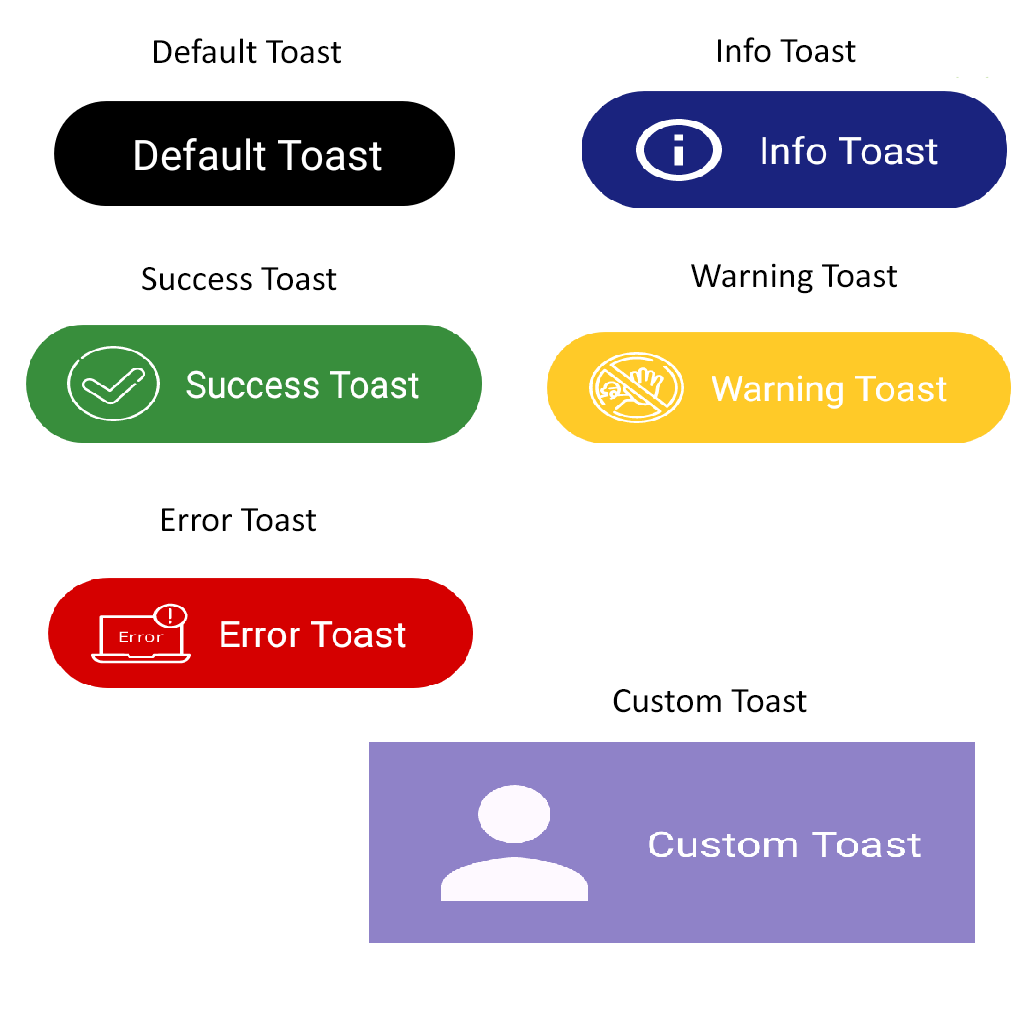 Default Toast
Info Toast
Default Toast
Info Toast
Success Toast
Warning Toast
Success Toast
Warning Toast
Error Toast
Error
!
Error Toast
Custom Toast
Custom Toast